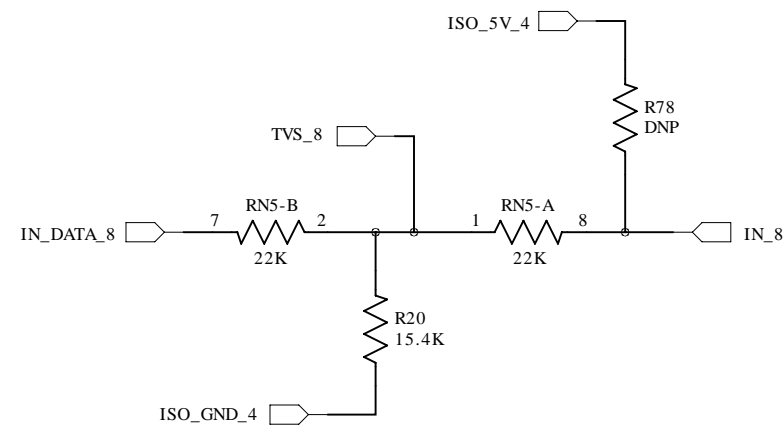 ISO_5V_4
R78
DNP
TVS_8
RN5-B
RN5-A
7
2
1
8
IN_DATA_8
IN_8
22K
22K
R20
15.4K
ISO_GND_4